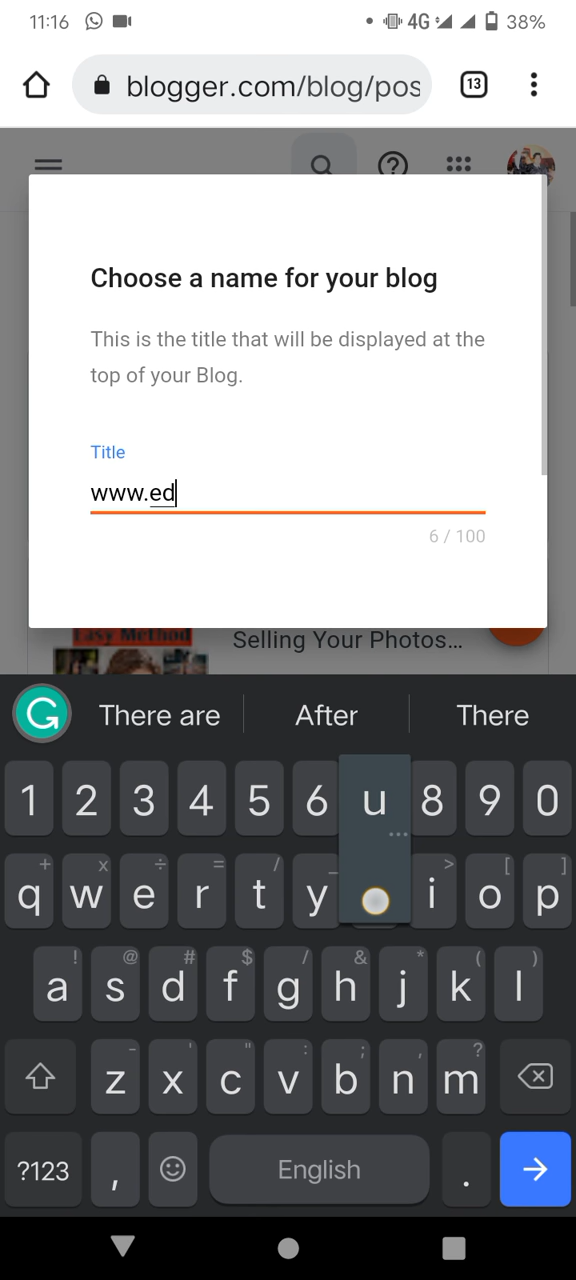 11:16 4G 38%
blogger.com/blog/pos 13
Choose a name for your blog
This is the title that will be displayed at the
top of your Blog.
Title
www.ed
6 / 100
Easy Method
Selling Your Photos...
G There are After There
1 2 3 4 5 6 u 8 9 0
+ × ÷ = / _ > [ ]
q w e r t y i o p
! @ # $ / & * ( )
a s d f g h j k l
- ' " : ; , ?
z x c v b n m
?123 , English .